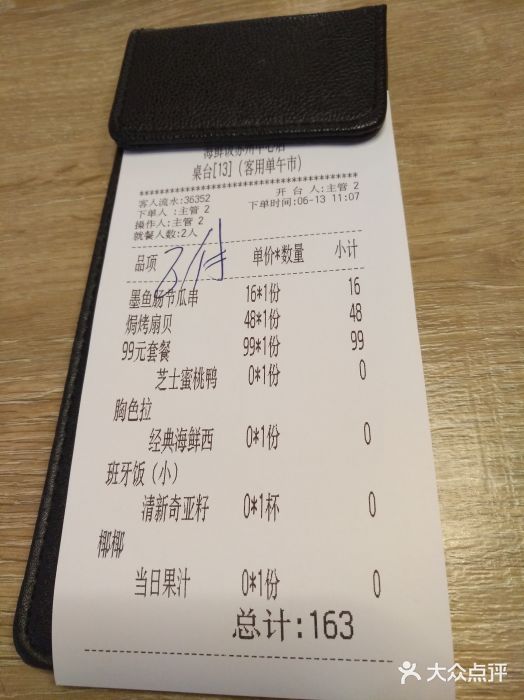 桌台[13] (客用单午市)
客人流水:36352 开 台 人:主管 2
下单人 :主管 2 下单时间:06-13 11:07
操作人:主管 2
就餐人数:2人
品项 单价*数量 小计
墨鱼肠节瓜串 16*1份 16
焗烤扇贝 48*1份 48
99元套餐 99*1份 99
芝士蜜桃鸭 0*1份 0
胸色拉
经典海鲜西 0*1份 0
班牙饭（小）
清新奇亚籽 0*1杯 0
椰椰
当日果汁 0*1份 0
总计:163
大众点评